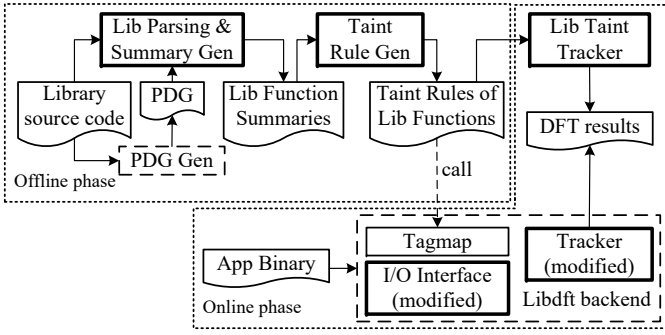 Lib Parsing &
Summary Gen
Taint
Rule Gen
Lib Taint
Tracker
Library
source code
PDG
Lib Function
Summaries
Taint Rules of
Lib Functions
DFT results
PDG Gen
Offline phase
call
Tagmap
Tracker
(modified)
App Binary
I/O Interface
(modified)
Online phase
Libdft backend